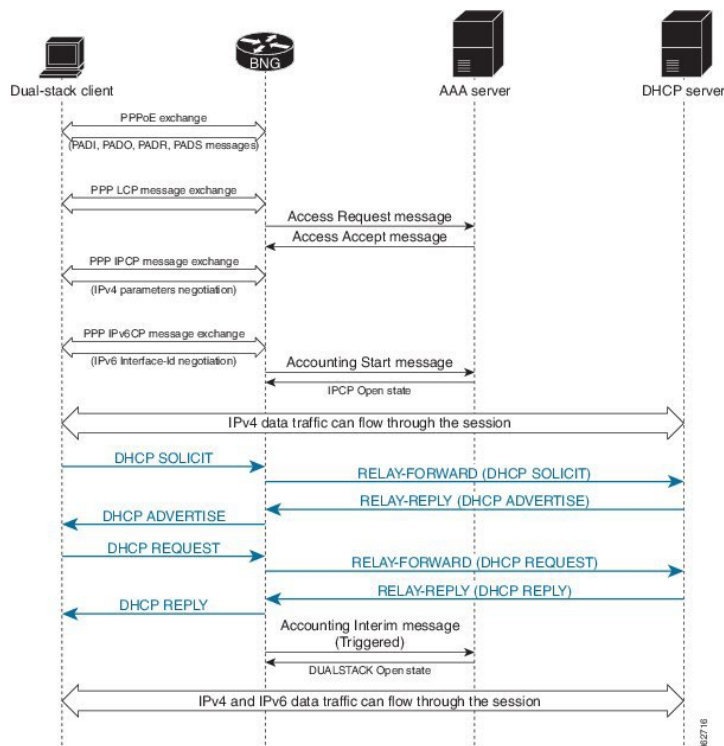 BNG
Dual-stack client
AAA server
DHCP server
PPPoE exchange
(PADI, PADO, PADR, PADS messages)
PPP LCP message exchange
Access Request message
Access Accept message
PPP IPCP message exchange
(IPv4 parameters negotiation)
PPP IPv6CP message exchange
(IPv6 Interface-Id negotiation)
Accounting Start message
IPCP Open state
IPv4 data traffic can flow through the session
DHCP SOLICIT
RELAY-FORWARD (DHCP SOLICIT)
RELAY-REPLY (DHCP ADVERTISE)
DHCP ADVERTISE
DHCP REQUEST
RELAY-FORWARD (DHCP REQUEST)
RELAY-REPLY (DHCP REPLY)
DHCP REPLY
Accounting Interim message
(Triggered)
DUALSTACK Open state
IPv4 and IPv6 data traffic can flow through the session